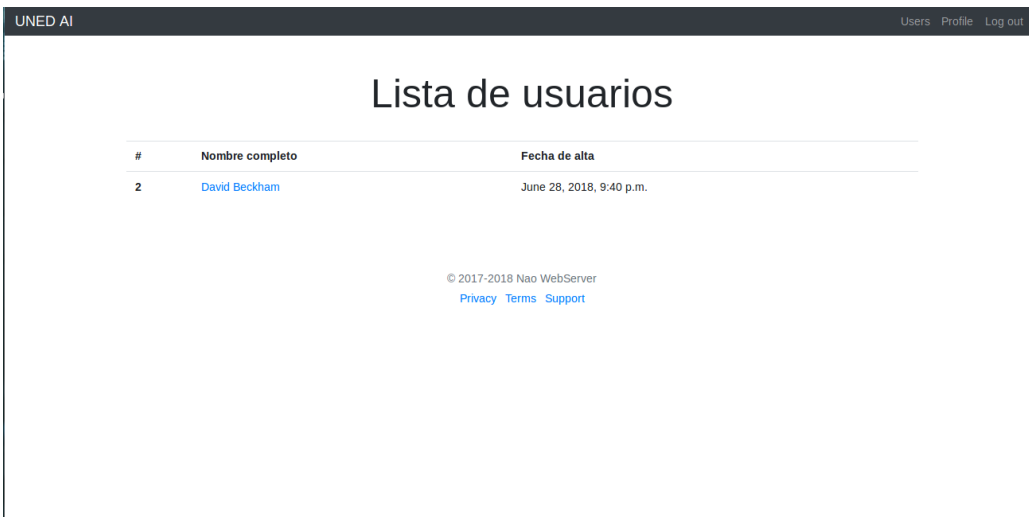 UNED AI Users Profile Log out
Lista de usuarios
# Nombre completo Fecha de alta
2 David Beckham June 28, 2018, 9:40 p.m.
© 2017-2018 Nao WebServer
Privacy Terms Support